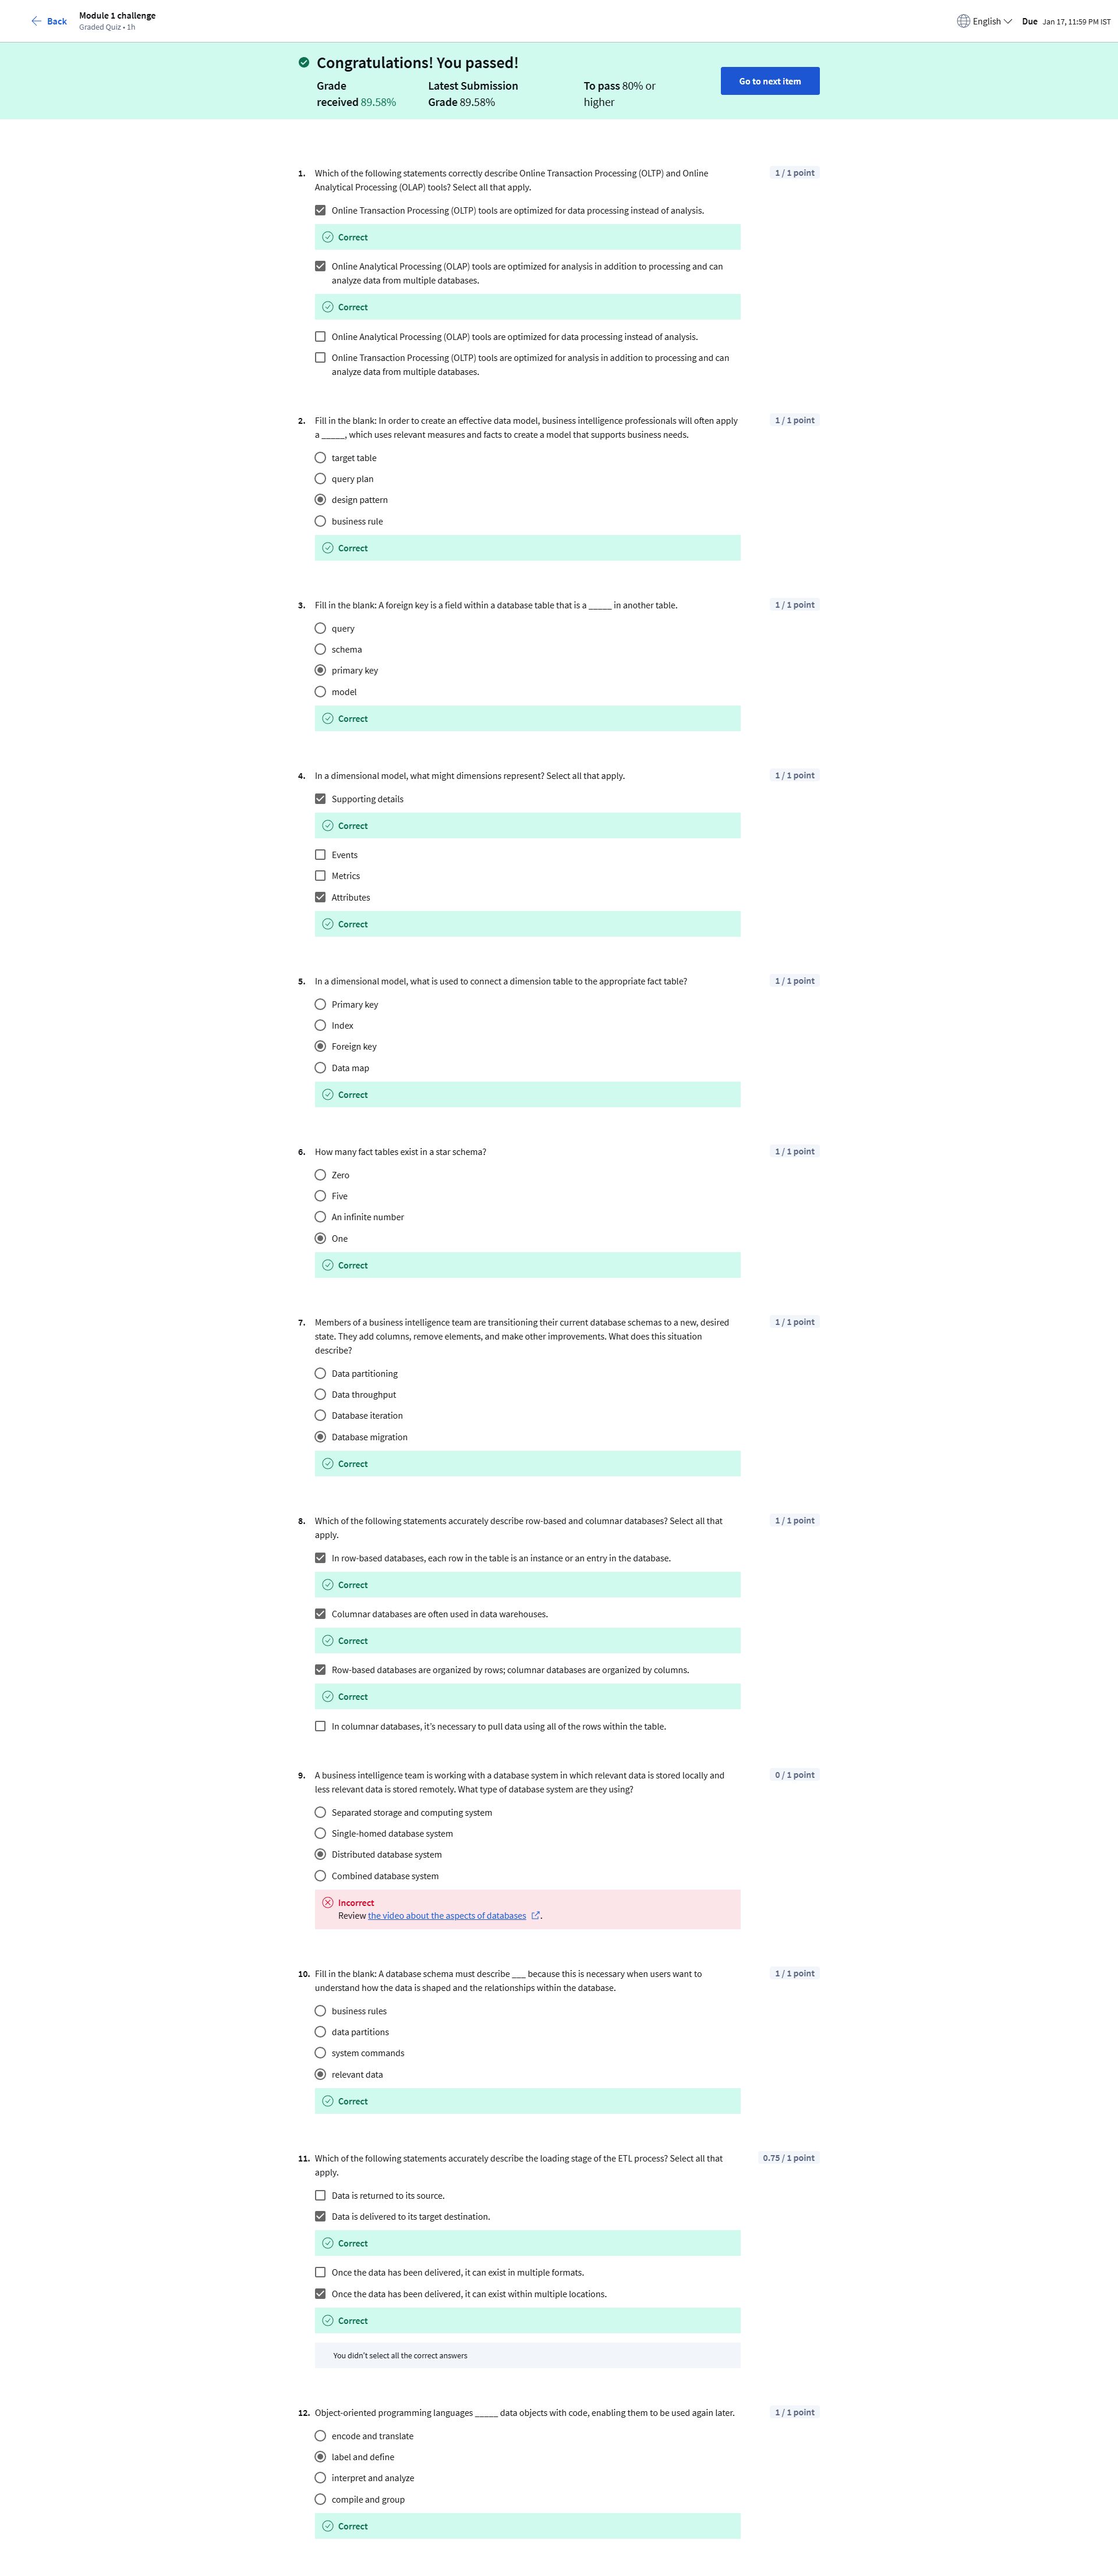 Back
Module 1 challenge
Graded Quiz • 1h
English
Due Jan 17, 11:59 PM IST
Congratulations! You passed!
Grade
received 89.58%
Latest Submission
Grade 89.58%
To pass 80% or
higher
Go to next item
1. Which of the following statements correctly describe Online Transaction Processing (OLTP) and Online
Analytical Processing (OLAP) tools? Select all that apply.
1 / 1 point
Online Transaction Processing (OLTP) tools are optimized for data processing instead of analysis.
Correct
Online Analytical Processing (OLAP) tools are optimized for analysis in addition to processing and can
analyze data from multiple databases.
Correct
Online Analytical Processing (OLAP) tools are optimized for data processing instead of analysis.
Online Transaction Processing (OLTP) tools are optimized for analysis in addition to processing and can
analyze data from multiple databases.
2. Fill in the blank: In order to create an effective data model, business intelligence professionals will often apply
a _____, which uses relevant measures and facts to create a model that supports business needs.
1 / 1 point
target table
query plan
design pattern
business rule
Correct
3. Fill in the blank: A foreign key is a field within a database table that is a _____ in another table.
1 / 1 point
query
schema
primary key
model
Correct
4. In a dimensional model, what might dimensions represent? Select all that apply.
1 / 1 point
Supporting details
Correct
Events
Metrics
Attributes
Correct
5. In a dimensional model, what is used to connect a dimension table to the appropriate fact table?
1 / 1 point
Primary key
Index
Foreign key
Data map
Correct
6. How many fact tables exist in a star schema?
1 / 1 point
Zero
Five
An infinite number
One
Correct
7. Members of a business intelligence team are transitioning their current database schemas to a new, desired
state. They add columns, remove elements, and make other improvements. What does this situation
describe?
1 / 1 point
Data partitioning
Data throughput
Database iteration
Database migration
Correct
8. Which of the following statements accurately describe row-based and columnar databases? Select all that
apply.
1 / 1 point
In row-based databases, each row in the table is an instance or an entry in the database.
Correct
Columnar databases are often used in data warehouses.
Correct
Row-based databases are organized by rows; columnar databases are organized by columns.
Correct
In columnar databases, it's necessary to pull data using all of the rows within the table.
9. A business intelligence team is working with a database system in which relevant data is stored locally and
less relevant data is stored remotely. What type of database system are they using?
0 / 1 point
Separated storage and computing system
Single-homed database system
Distributed database system
Combined database system
Incorrect
Review the video about the aspects of databases .
10. Fill in the blank: A database schema must describe ___ because this is necessary when users want to
understand how the data is shaped and the relationships within the database.
1 / 1 point
business rules
data partitions
system commands
relevant data
Correct
11. Which of the following statements accurately describe the loading stage of the ETL process? Select all that
apply.
0.75 / 1 point
Data is returned to its source.
Data is delivered to its target destination.
Correct
Once the data has been delivered, it can exist in multiple formats.
Once the data has been delivered, it can exist within multiple locations.
Correct
You didn't select all the correct answers
12. Object-oriented programming languages _____ data objects with code, enabling them to be used again later.
1 / 1 point
encode and translate
label and define
interpret and analyze
compile and group
Correct